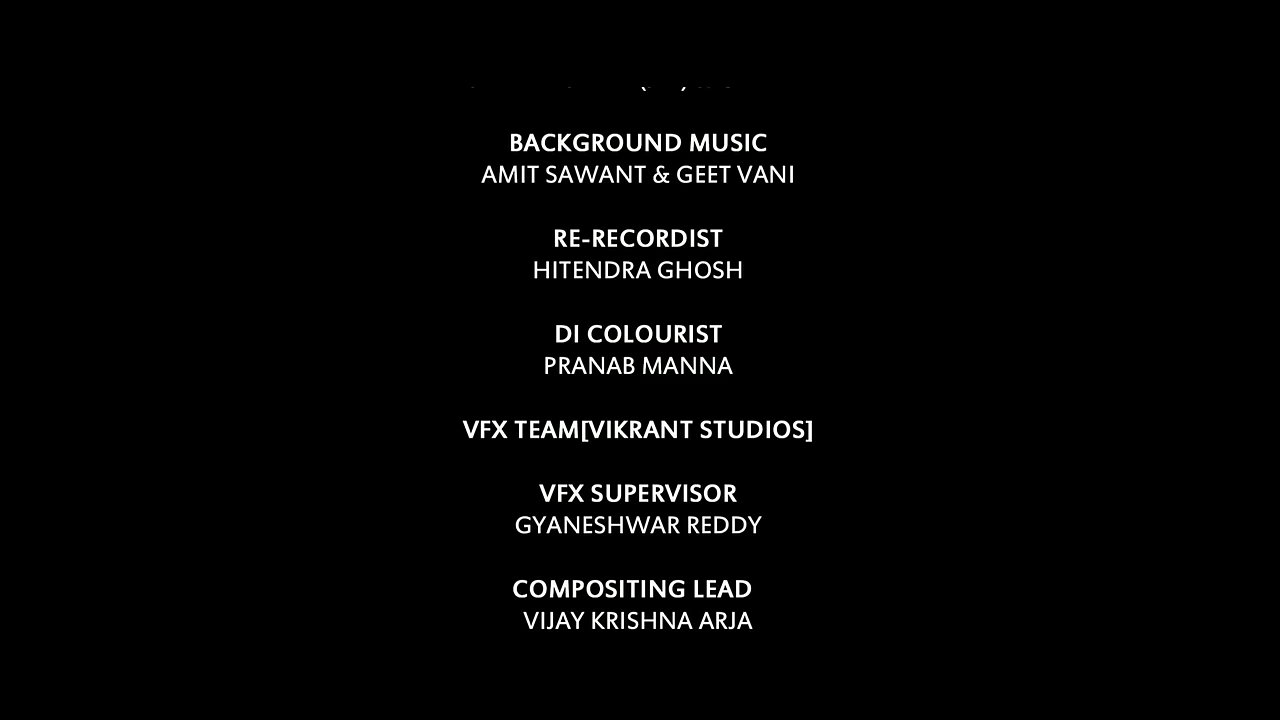 BACKGROUND MUSIC
AMIT SAWANT & GEET VANI
RE-RECORDIST
HITENDRA GHOSH
DI COLOURIST
PRANAB MANNA
VFX TEAM[VIKRANT STUDIOS]
VFX SUPERVISOR
GYANESHWAR REDDY
COMPOSITING LEAD
VIJAY KRISHNA ARJA